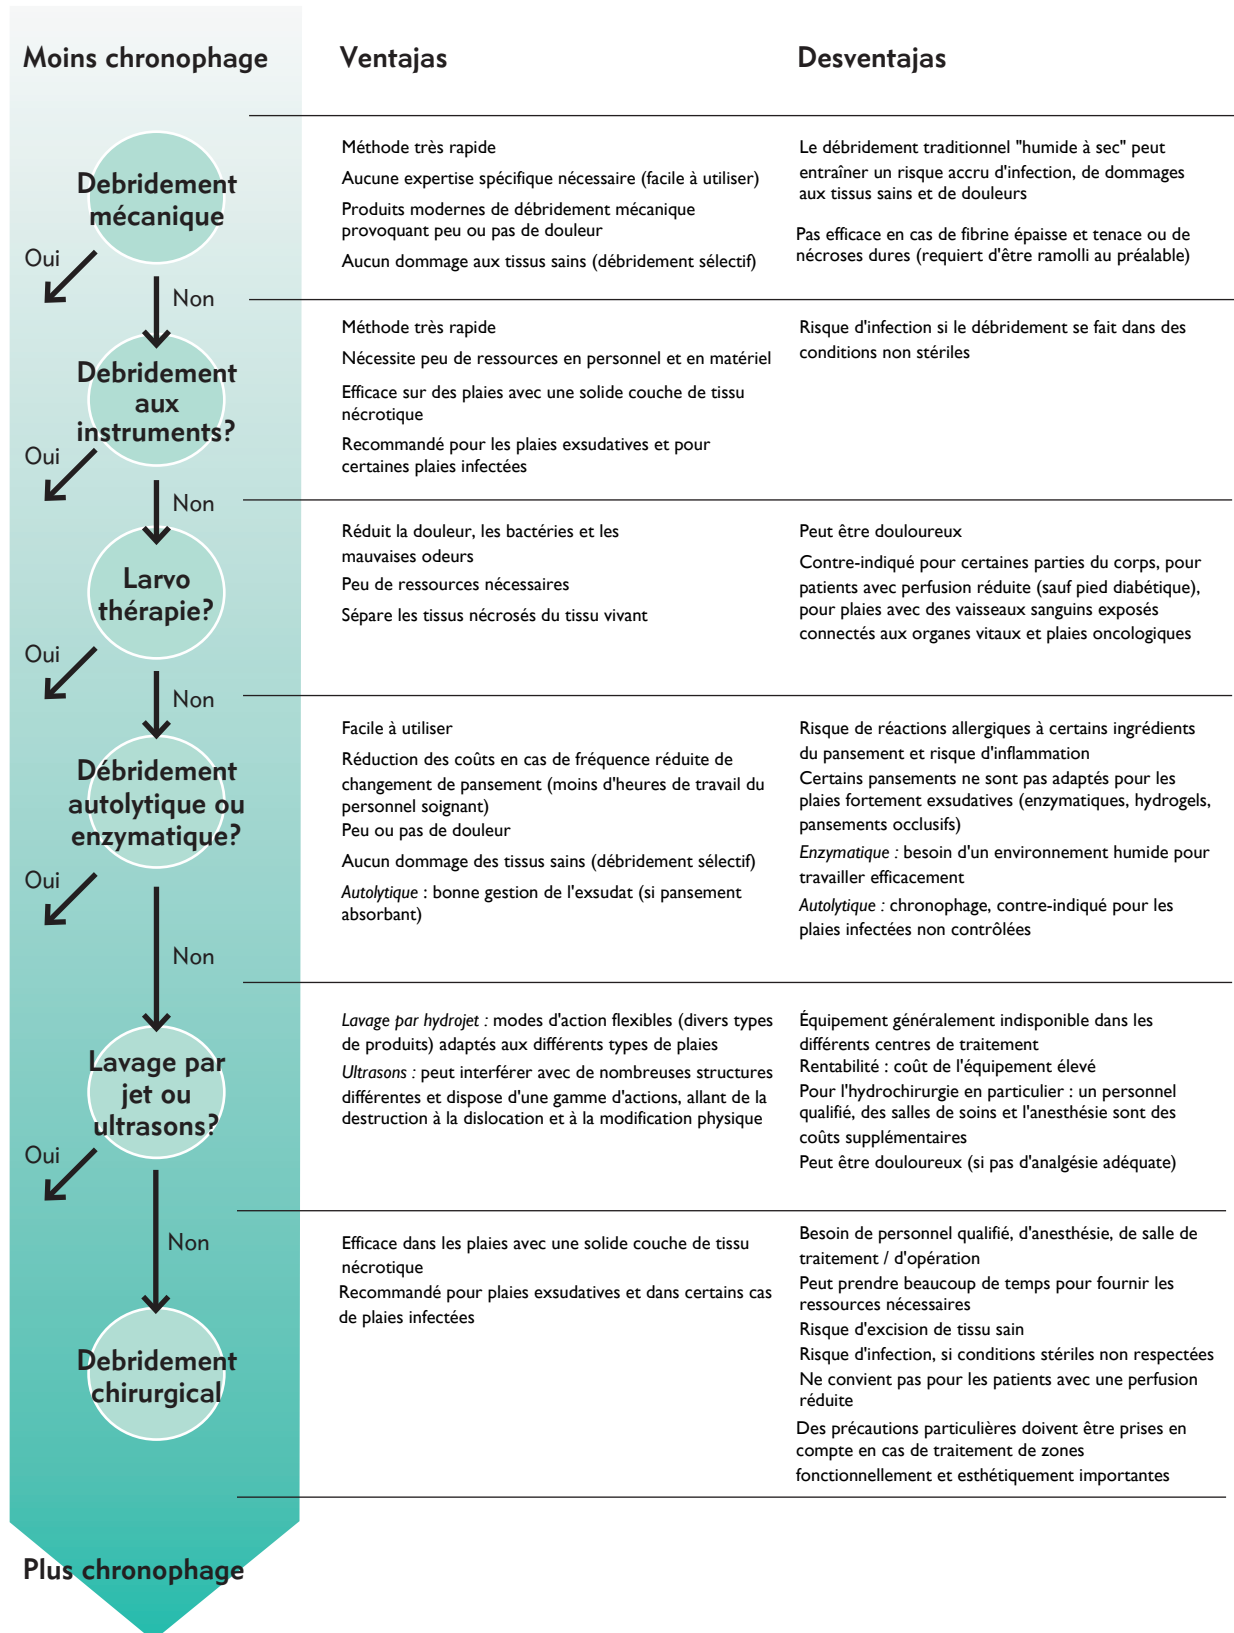 Moins chronophage
Ventajas
Desventajas
Debridement
mécanique
Oui
Non
Méthode très rapide
Aucune expertise spécifique nécessaire (facile à utiliser)
Produits modernes de débridement mécanique
provoquant peu ou pas de douleur
Aucun dommage aux tissus sains (débridement sélectif)
Le débridement traditionnel "humide à sec" peut
entraîner un risque accru d'infection, de dommages
aux tissus sains et de douleurs
Pas efficace en cas de fibrine épaisse et tenace ou de
nécroses dures (requiert d'être ramolli au préalable)
Debridement
aux
instruments?
Oui
Non
Méthode très rapide
Nécessite peu de ressources en personnel et en matériel
Efficace sur des plaies avec une solide couche de tissu
nécrotique
Recommandé pour les plaies exsudatives et pour
certaines plaies infectées
Risque d'infection si le débridement se fait dans des
conditions non stériles
Larvo
thérapie?
Oui
Non
Réduit la douleur, les bactéries et les
mauvaises odeurs
Peu de ressources nécessaires
Sépare les tissus nécrosés du tissu vivant
Peut être douloureux
Contre-indiqué pour certaines parties du corps, pour
patients avec perfusion réduite (sauf pied diabétique),
pour plaies avec des vaisseaux sanguins exposés
connectés aux organes vitaux et plaies oncologiques
Débridement
autolytique ou
enzymatique?
Oui
Non
Facile à utiliser
Réduction des coûts en cas de fréquence réduite de
changement de pansement (moins d'heures de travail du
personnel soignant)
Peu ou pas de douleur
Aucun dommage des tissus sains (débridement sélectif)
Autolytique : bonne gestion de l'exsudat (si pansement
absorbant)
Risque de réactions allergiques à certains ingrédients
du pansement et risque d'inflammation
Certains pansements ne sont pas adaptés pour les
plaies fortement exsudatives (enzymatiques, hydrogels,
pansements occlusifs)
Enzymatique : besoin d'un environnement humide pour
travailler efficacement
Autolytique : chronophage, contre-indiqué pour les
plaies infectées non contrôlées
Lavage par
jet ou
ultrasons?
Oui
Non
Lavage par hydrojet : modes d'action flexibles (divers types
de produits) adaptés aux différents types de plaies
Ultrasons : peut interférer avec de nombreuses structures
différentes et dispose d'une gamme d'actions, allant de la
destruction à la dislocation et à la modification physique
Équipement généralement indisponible dans les
différents centres de traitement
Rentabilité : coût de l'équipement élevé
Pour l'hydrochirurgie en particulier : un personnel
qualifié, des salles de soins et l'anesthésie sont des
coûts supplémentaires
Peut être douloureux (si pas d'analgésie adéquate)
Debridement
chirurgical
Efficace dans les plaies avec une solide couche de tissu
nécrotique
Recommandé pour plaies exsudatives et dans certains cas
de plaies infectées
Besoin de personnel qualifié, d'anesthésie, de salle de
traitement / d'opération
Peut prendre beaucoup de temps pour fournir les
ressources nécessaires
Risque d'excision de tissu sain
Risque d'infection, si conditions stériles non respectées
Ne convient pas pour les patients avec une perfusion
réduite
Des précautions particulières doivent être prises en
compte en cas de traitement de zones
fonctionnellement et esthétiquement importantes
Plus chronophage